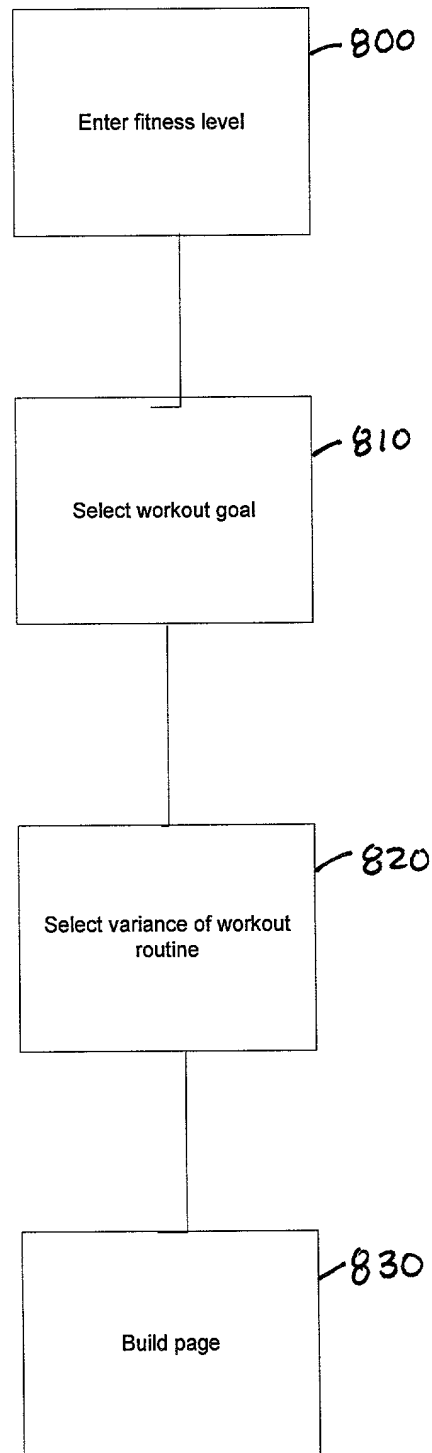 800
Enter fitness level
810
Select workout goal
820
Select variance of workout
routine
830
Build page